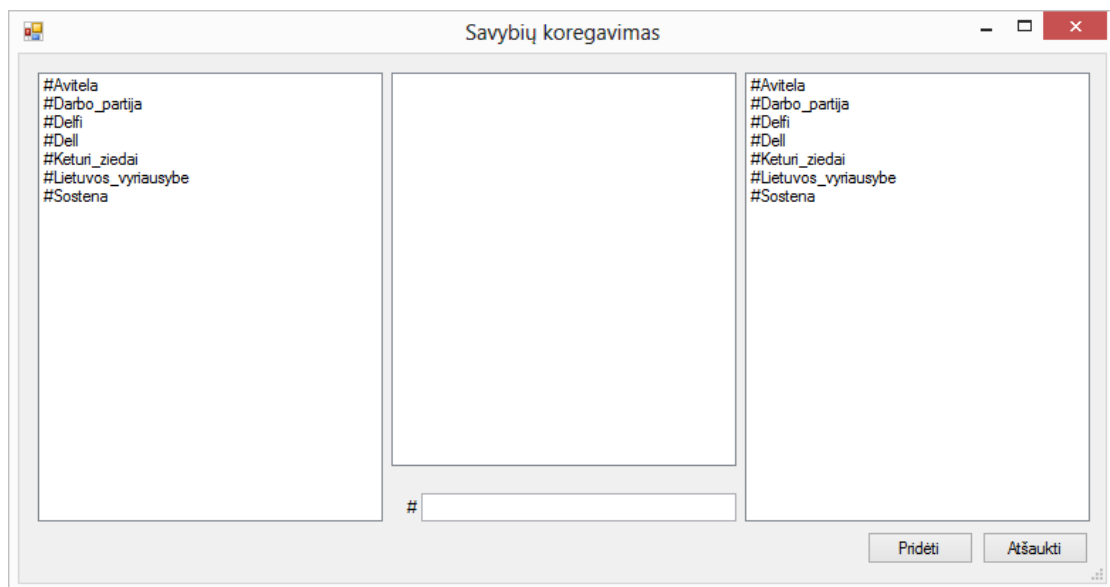 Savybių koregavimas
#Avitela
#Darbo_partija
#Delfi
#Dell
#Keturi_ziedai
#Lietuvos_vyriausybe
#Sostena
#
#Avitela
#Darbo_partija
#Delfi
#Dell
#Keturi_ziedai
#Lietuvos_vyriausybe
#Sostena
Pridėti
Atšaukti